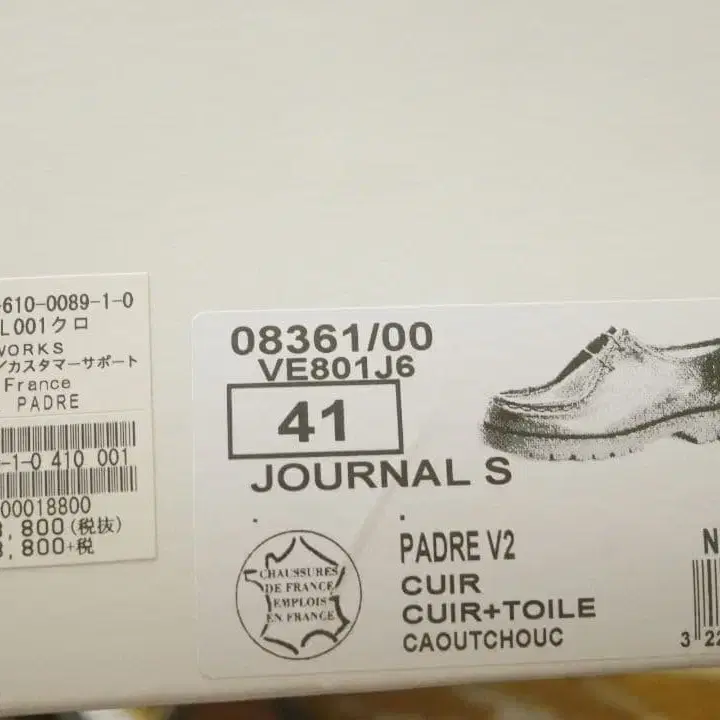 -610-0089-1-0
L001クロ
WORKS
/カスタマーサポート
France
PADRE
-1-0 410 001
00018800
8,800(税抜)
8,800+税
08361/00
VE801J6
41
JOURNAL S
. .
CHAUSSURES
DE FRANCE
EMPLOIS
EN FRANCE
PADRE V2
CUIR
CUIR+TOILE
CAOUTCHOUC
N
3 22